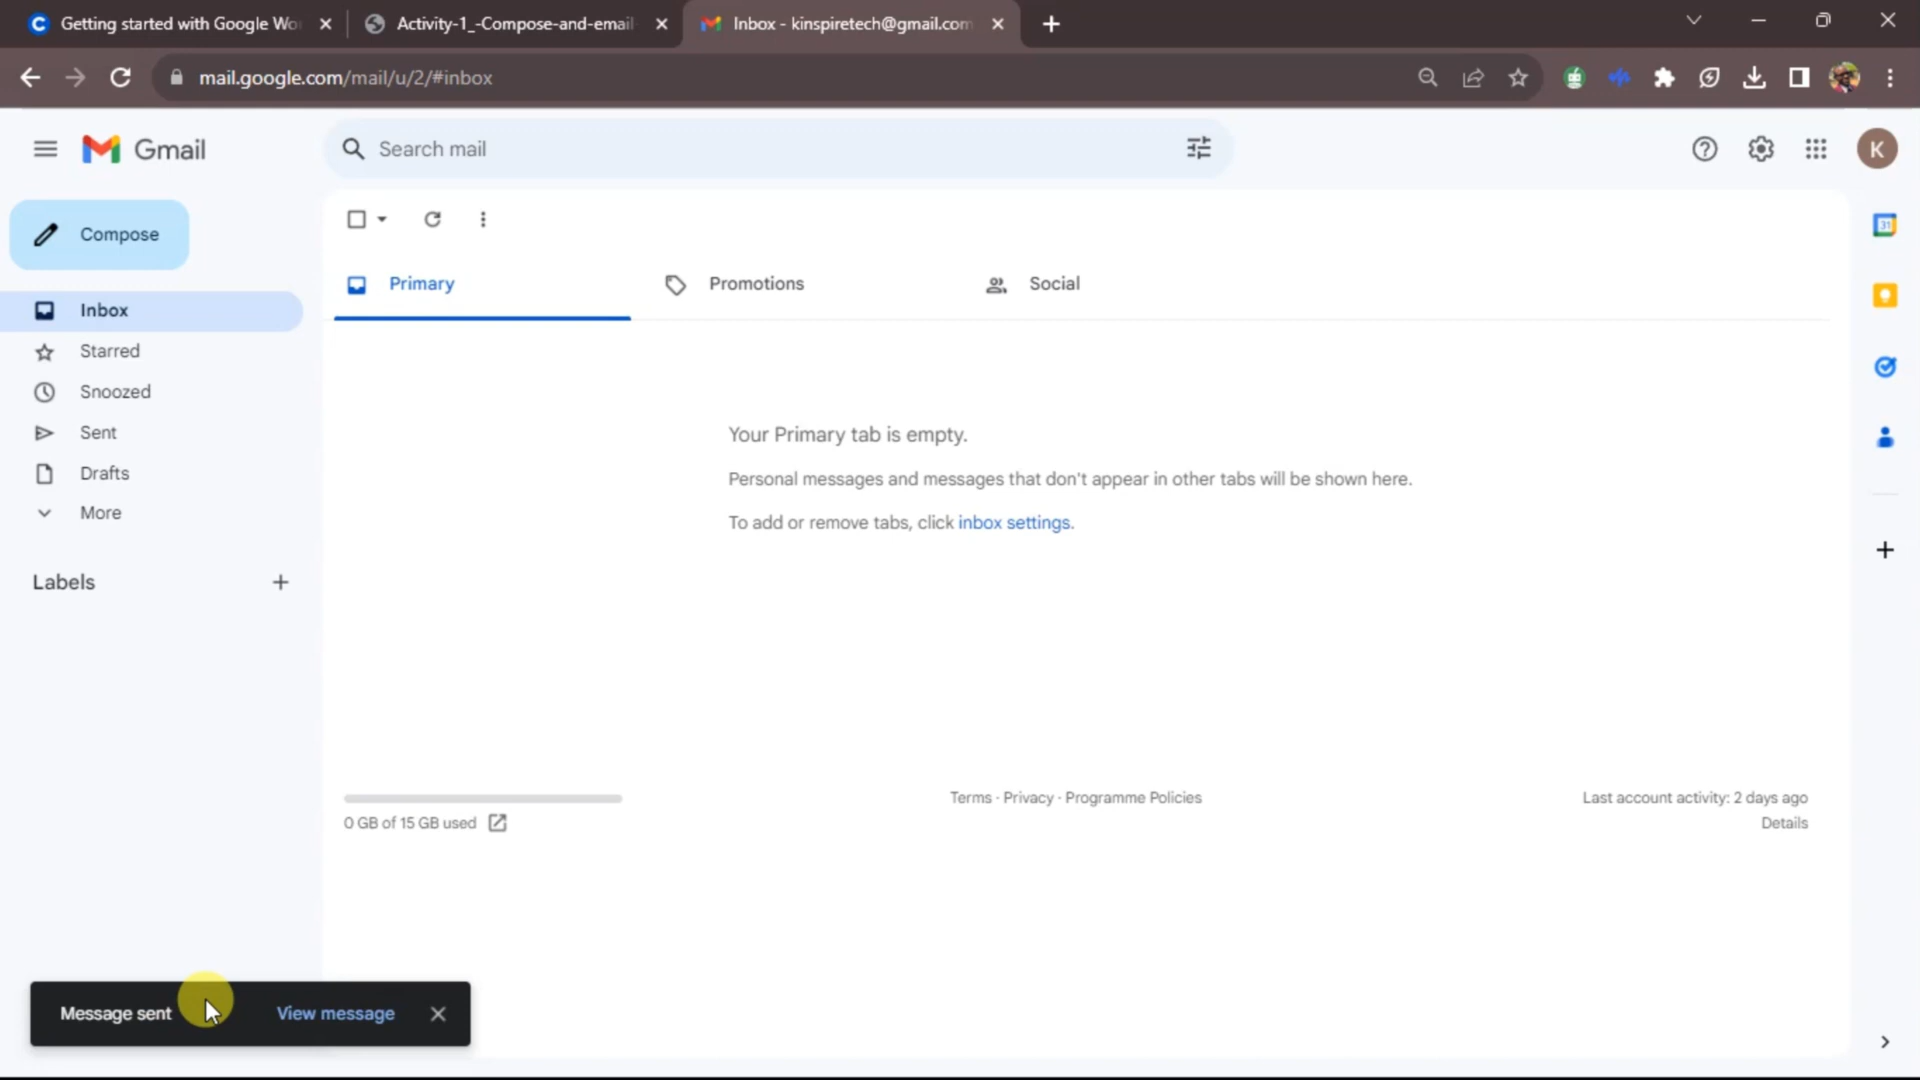 Getting started with Google Wo
Activity-1_-Compose-and-email
Inbox - kinspiretech@gmail.com
mail.google.com/mail/u/2/#inbox
Gmail
Search mail
K
Compose
Primary
Promotions
Social
Inbox
Starred
Snoozed
Sent
Drafts
More
Labels
Your Primary tab is empty.
Personal messages and messages that don't appear in other tabs will be shown here.
To add or remove tabs, click inbox settings.
31
0 GB of 15 GB used
Terms · Privacy · Programme Policies
Last account activity: 2 days ago
Details
Message sent
View message